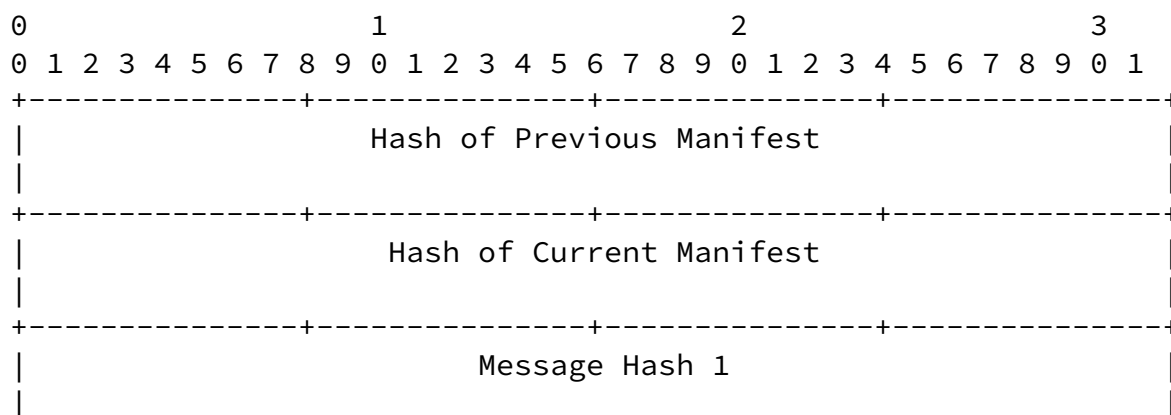 0                   1                   2                   3
0 1 2 3 4 5 6 7 8 9 0 1 2 3 4 5 6 7 8 9 0 1 2 3 4 5 6 7 8 9 0 1
+---------------+---------------+---------------+---------------+
|                   Hash of Previous Manifest                   |
|                                                               |
+---------------+---------------+---------------+---------------+
|                    Hash of Current Manifest                   |
|                                                               |
+---------------+---------------+---------------+---------------+
|                         Message Hash 1                        |
|                                                               |